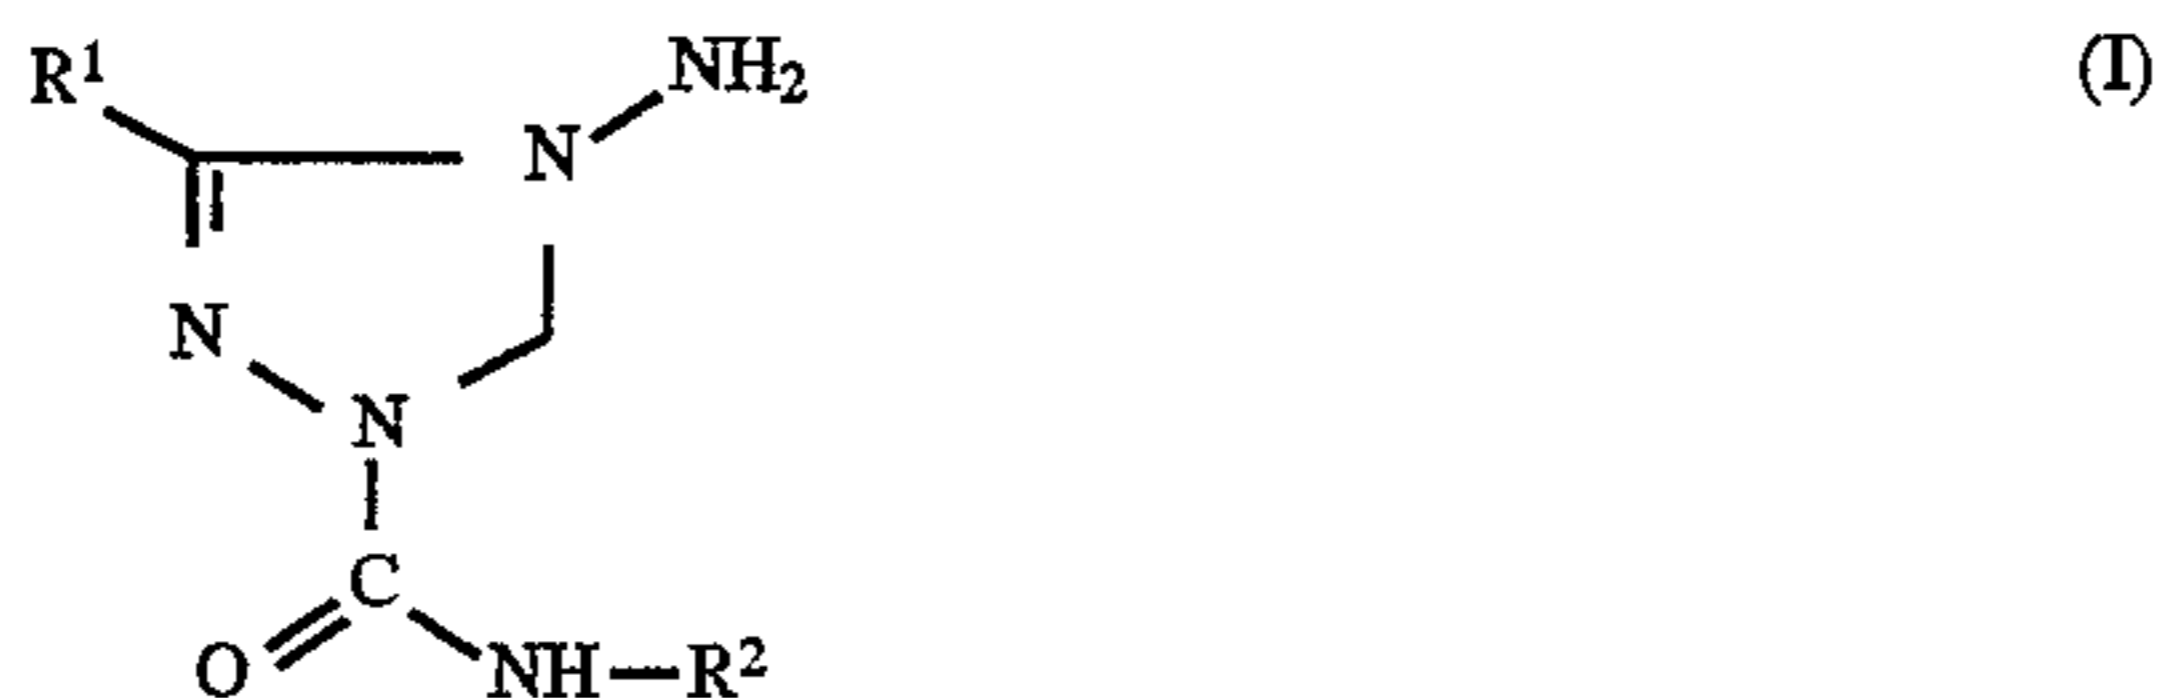 R¹ NH₂ (I)
N
N
N
C
O NH—R²